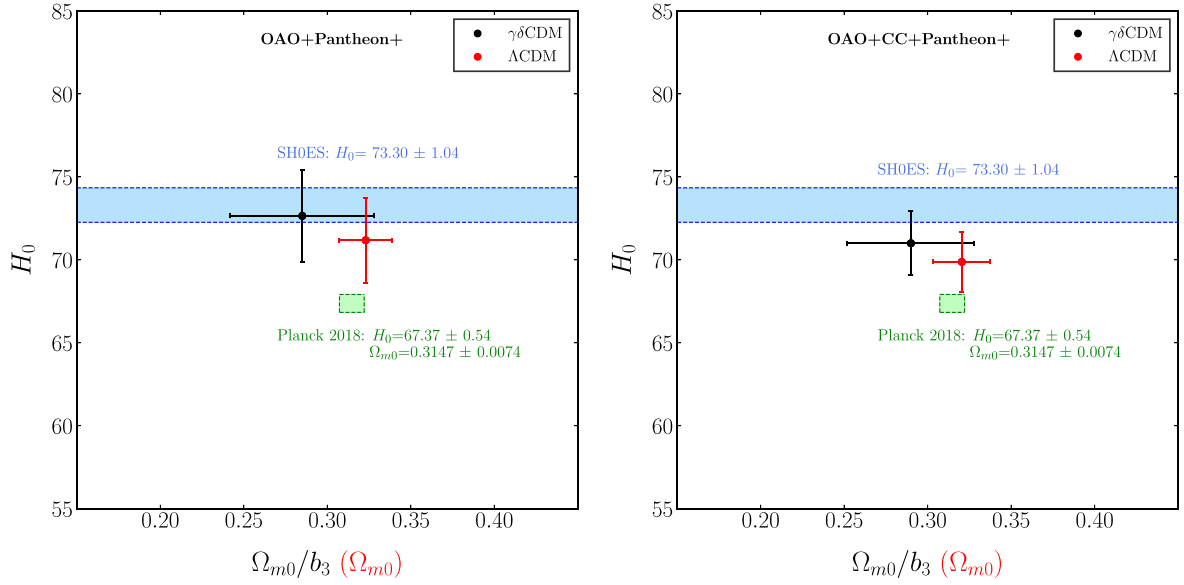 OAO+Pantheon+
γδCDM
ΛCDM
SH0ES: H₀= 73.30 ± 1.04
Planck 2018: H₀=67.37 ± 0.54
Ωₘ₀=0.3147 ± 0.0074
H₀
85
80
75
70
65
60
55
0.20 0.25 0.30 0.35 0.40
Ωₘ₀/b₃ (Ωₘ₀)
OAO+CC+Pantheon+
γδCDM
ΛCDM
SH0ES: H₀= 73.30 ± 1.04
Planck 2018: H₀=67.37 ± 0.54
Ωₘ₀=0.3147 ± 0.0074
H₀
85
80
75
70
65
60
55
0.20 0.25 0.30 0.35 0.40
Ωₘ₀/b₃ (Ωₘ₀)